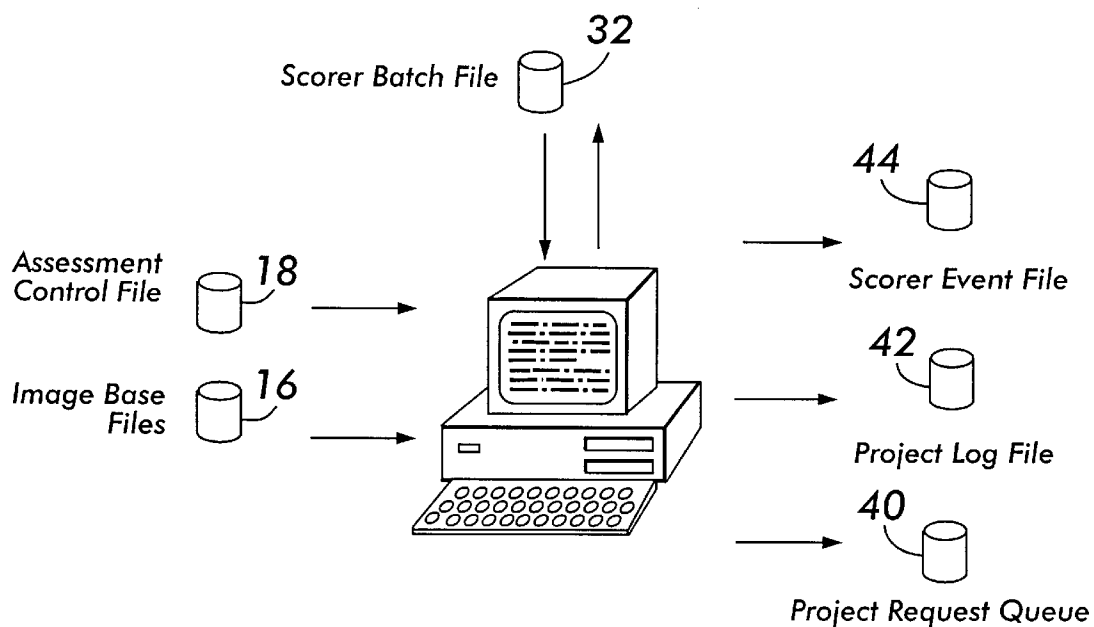 32
Scorer Batch File
44
Scorer Event File
Assessment
Control File
18
Image Base
Files
16
42
Project Log File
40
Project Request Queue